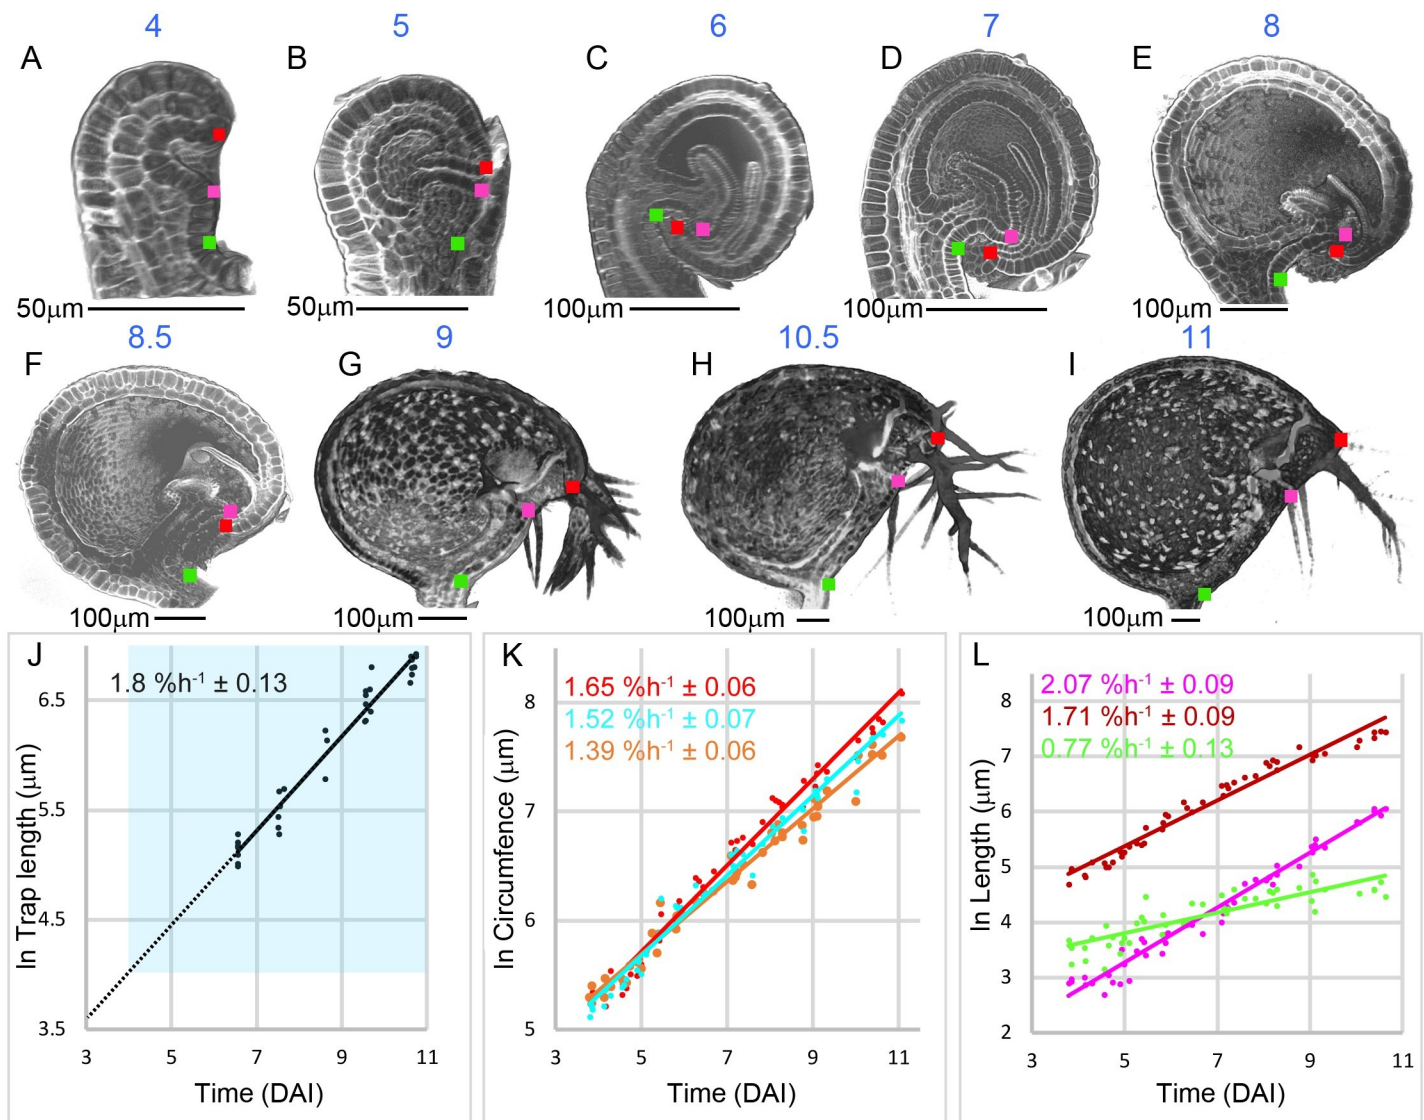 4 5 6 7 8
A B C D E
50μm 50μm 100μm 100μm 100μm
8.5 9 10.5 11
F G H I
100μm 100μm 100μm 100μm
J
1.8 %h⁻¹ ± 0.13
ln Trap length (μm)
6.5
5.5
4.5
3.5
3 5 7 9 11
Time (DAI)
K
1.65 %h⁻¹ ± 0.06
1.52 %h⁻¹ ± 0.07
1.39 %h⁻¹ ± 0.06
ln Circumfence (μm)
8
7
6
5
3 5 7 9 11
Time (DAI)
L
2.07 %h⁻¹ ± 0.09
1.71 %h⁻¹ ± 0.09
0.77 %h⁻¹ ± 0.13
ln Length (μm)
8
7
6
5
4
3
2
3 5 7 9 11
Time (DAI)